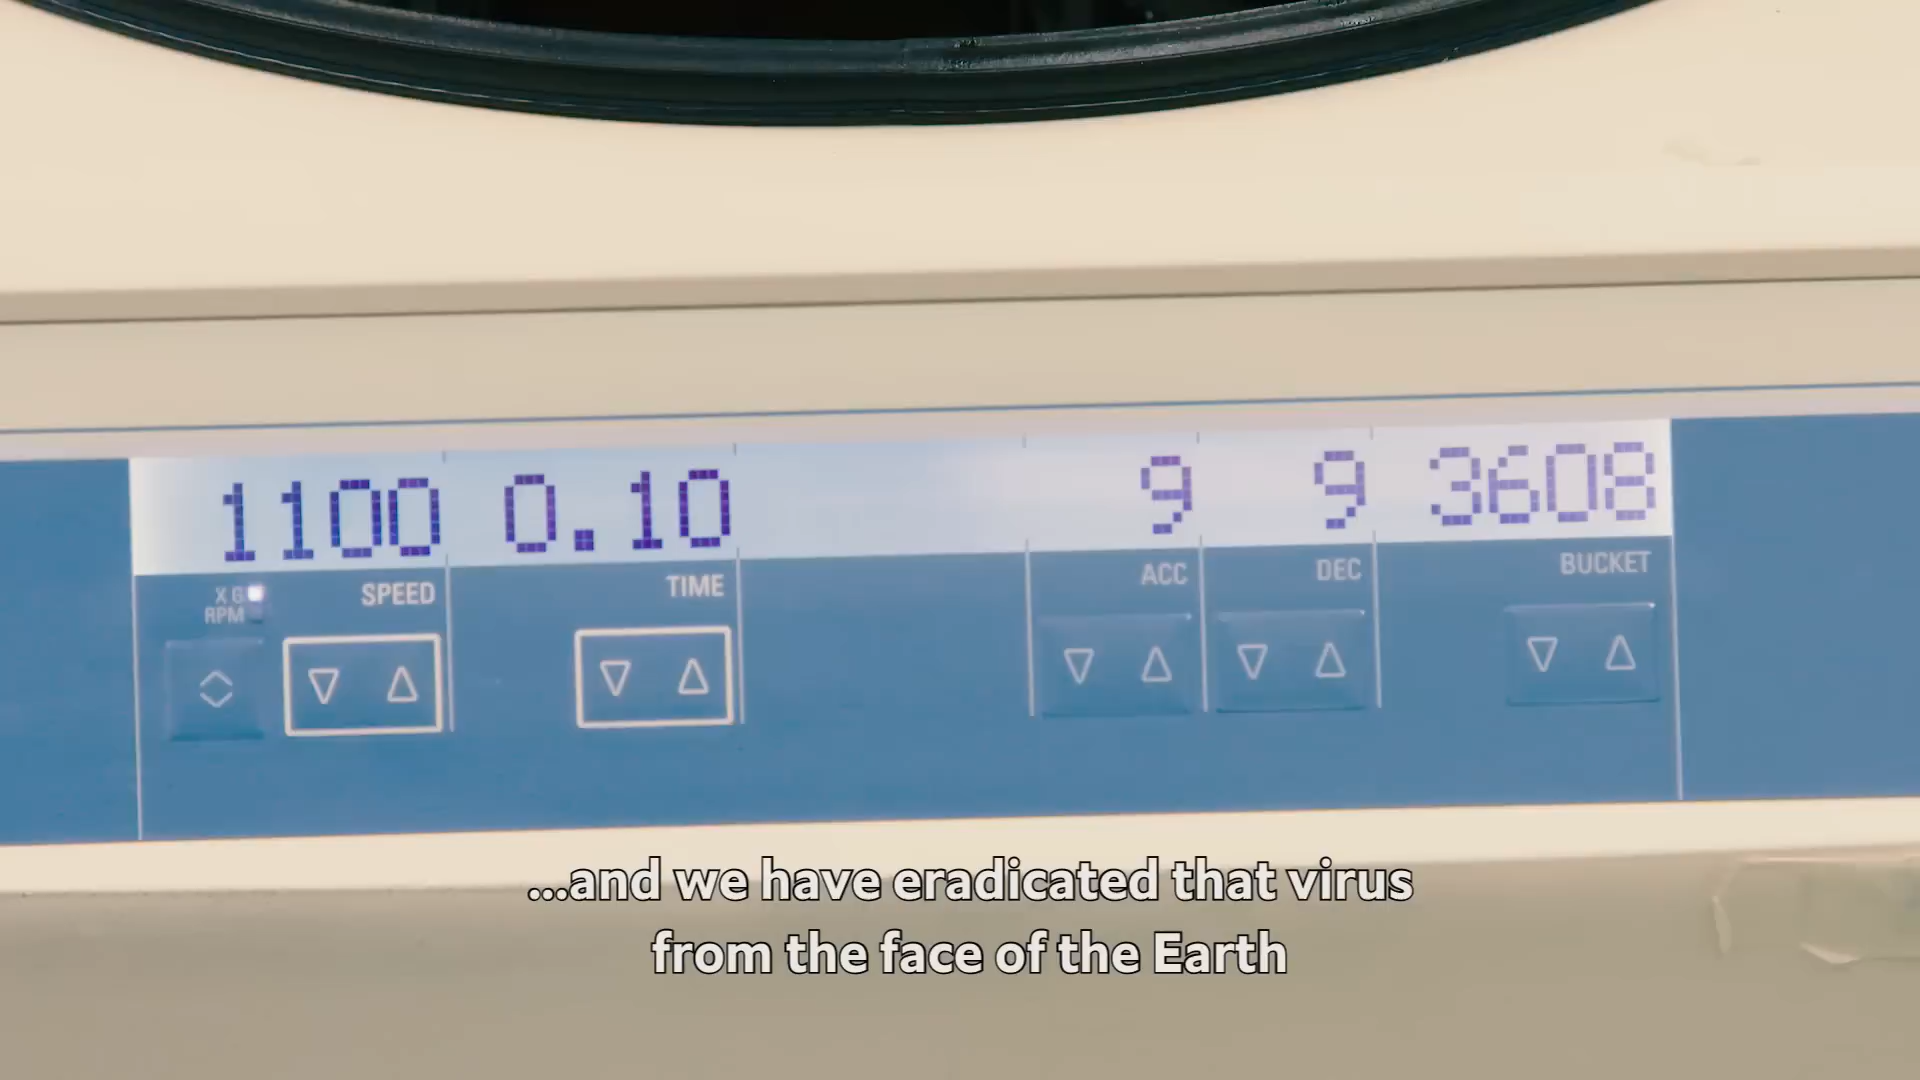 1100 0.10 9 9 3608
X G
RPM
SPEED TIME ACC DEC BUCKET
...and we have eradicated that virus
from the face of the Earth